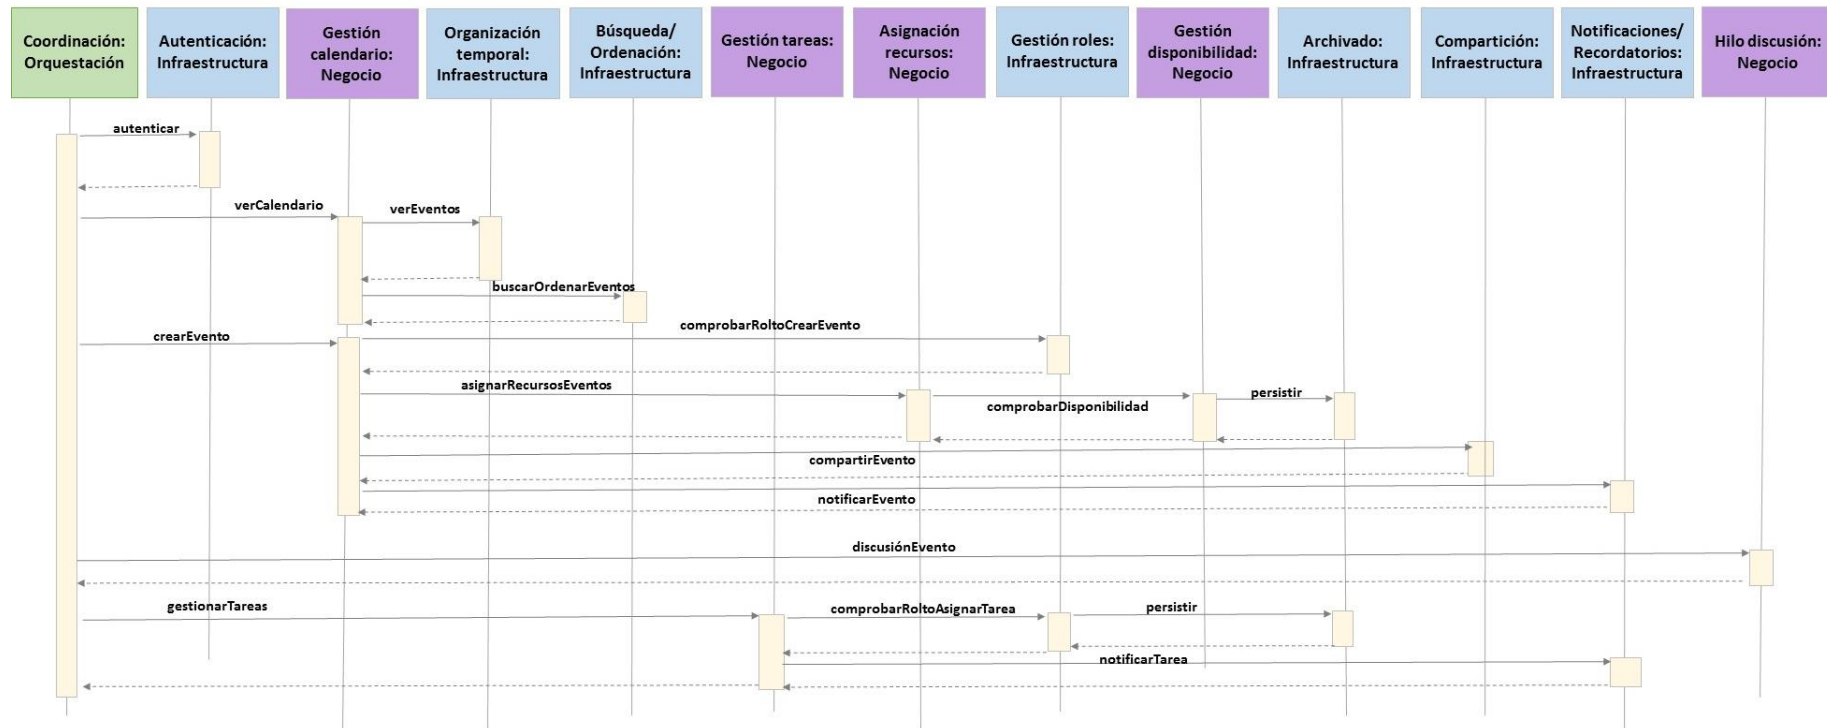 Coordinación:
Orquestación
Autenticación:
Infraestructura
Gestión
calendario:
Negocio
Organización
temporal:
Infraestructura
Búsqueda/
Ordenación:
Infraestructura
Gestión tareas:
Negocio
Asignación
recursos:
Negocio
Gestión roles:
Infraestructura
Gestión
disponibilidad:
Negocio
Archivado:
Infraestructura
Compartición:
Infraestructura
Notificaciones/
Recordatorios:
Infraestructura
Hilo discusión:
Negocio
autenticar
verCalendario
verEventos
buscarOrdenarEventos
crearEvento
comprobarRoltoCrearEvento
asignarRecursosEventos
comprobarDisponibilidad
persistir
compartirEvento
notificarEvento
discusiónEvento
gestionarTareas
comprobarRoltoAsignarTarea
persistir
notificarTarea